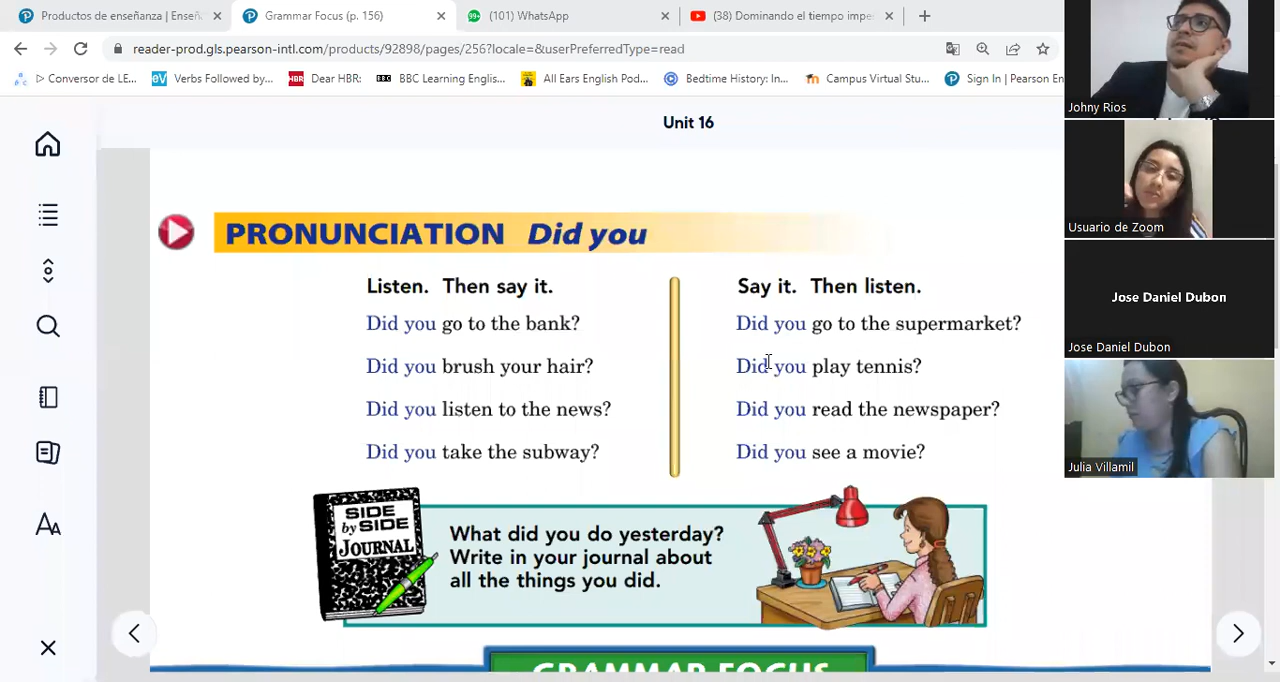 Productos de enseñanza | Enseñ
Grammar Focus (p. 156)
99+
(101) WhatsApp
(38) Dominando el tiempo impe
reader-prod.gls.pearson-intl.com/products/92898/pages/256?locale=&userPreferredType=read
▷ Conversor de LE...
eV Verbs Followed by...
HBR Dear HBR:
BBC BBC Learning Englis...
All Ears English Pod...
Bedtime History: In...
Campus Virtual Stu...
Sign In | Pearson En
Unit 16
PRONUNCIATION Did you
Listen. Then say it.
Did you go to the bank?
Did you brush your hair?
Did you listen to the news?
Did you take the subway?
Say it. Then listen.
Did you go to the supermarket?
Did you play tennis?
Did you read the newspaper?
Did you see a movie?
SIDE
by SIDE
JOURNAL
What did you do yesterday?
Write in your journal about
all the things you did.
GRAMMAR FOCUS
Johny Rios
Usuario de Zoom
Jose Daniel Dubon
Jose Daniel Dubon
Julia Villamil